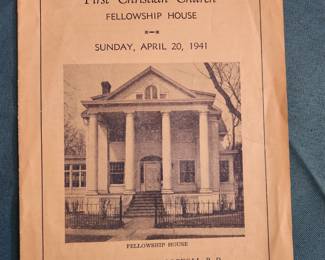 First Christian Church
FELLOWSHIP HOUSE
SUNDAY, APRIL 20, 1941
FELLOWSHIP HOUSE